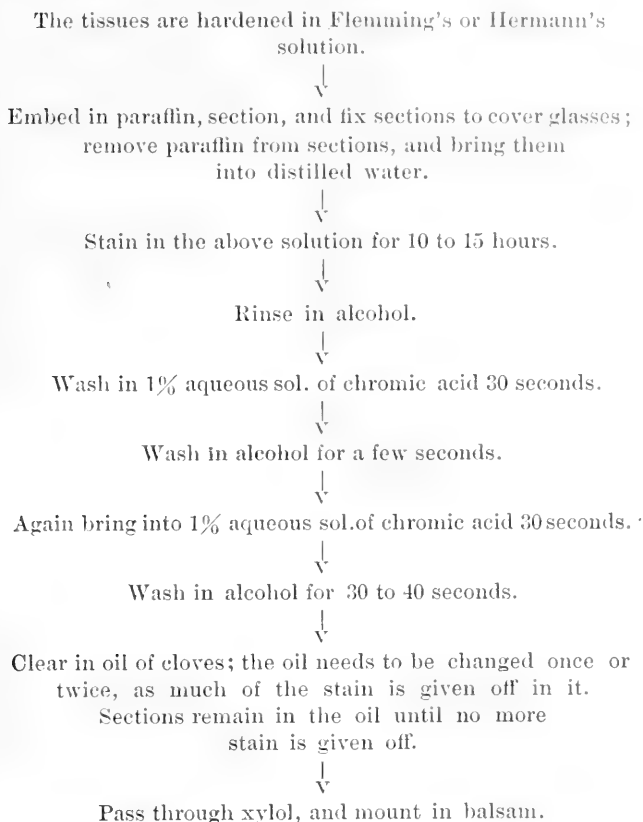 The tissues are hardened in Flemming's or Hermann's
solution.
Embed in paraffin, section, and fix sections to cover glasses;
remove paraffin from sections, and bring them
into distilled water.
Stain in the above solution for 10 to 15 hours.
Rinse in alcohol.
Wash in 1% aqueous sol. of chromic acid 30 seconds.
Wash in alcohol for a few seconds.
Again bring into 1% aqueous sol. of chromic acid 30 seconds.
Wash in alcohol for 30 to 40 seconds.
Clear in oil of cloves; the oil needs to be changed once or
twice, as much of the stain is given off in it.
Sections remain in the oil until no more
stain is given off.
Pass through xylol, and mount in balsam.